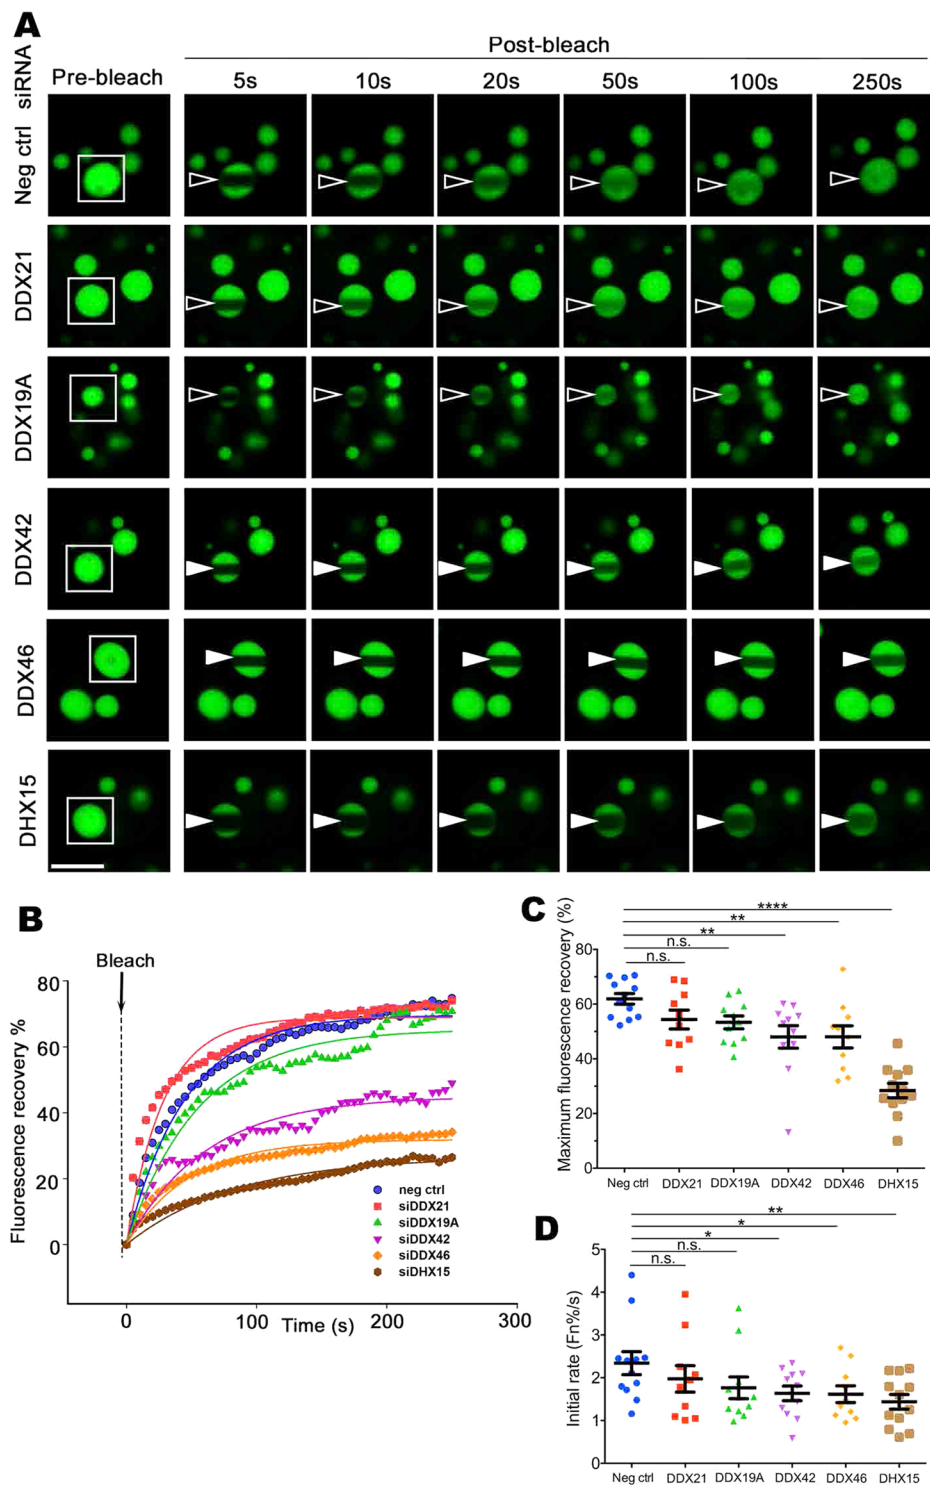 A
siRNA
Post-bleach
Pre-bleach
5s
10s
20s
50s
100s
250s
Neg ctrl
DDX21
DDX19A
DDX42
DDX46
DHX15
B
Bleach
Fluorescence recovery %
80
60
40
20
0
neg ctrl
siDDX21
siDDX19A
siDDX42
siDDX46
siDHX15
0
100
200
300
Time (s)
C
Maximum fluorescence recovery (%)
****
**
**
n.s.
n.s.
80
60
40
20
0
Neg ctrl
DDX21
DDX19A
DDX42
DDX46
DHX15
D
Initial rate (Fn%/s)
**
*
*
n.s.
n.s.
5
4
3
2
1
0
Neg ctrl
DDX21
DDX19A
DDX42
DDX46
DHX15